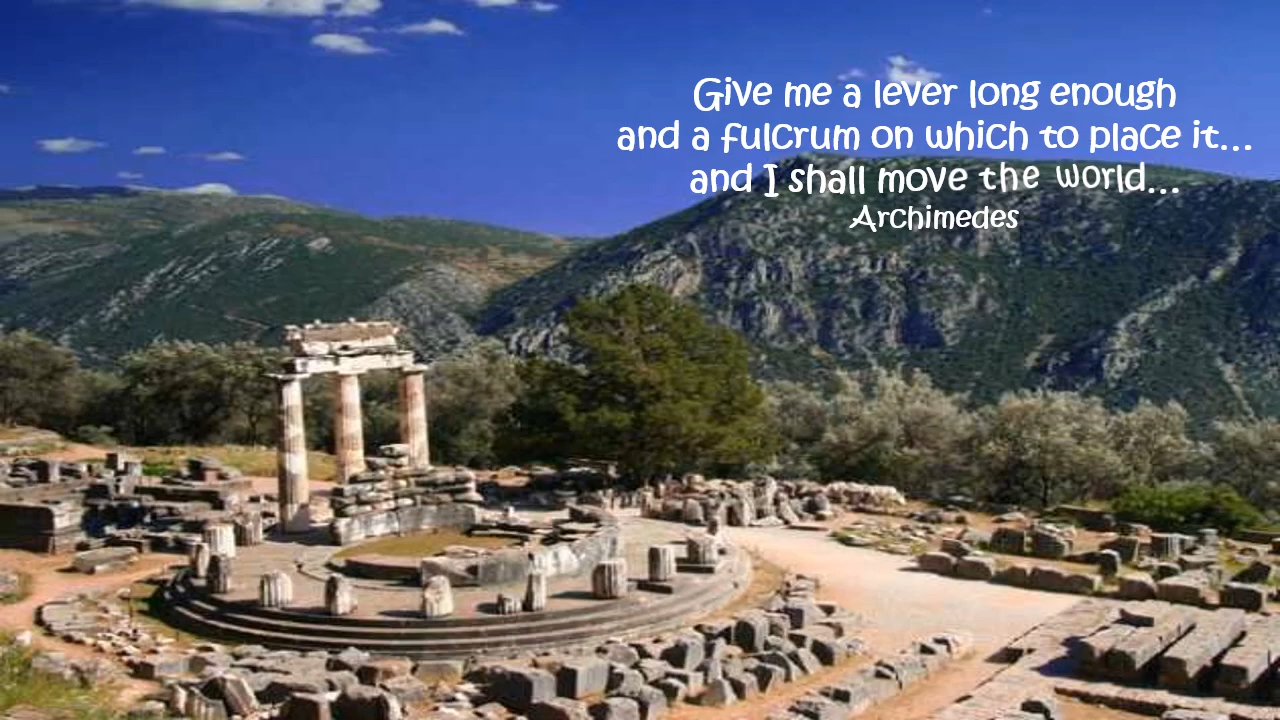 Give me a lever long enough
and a fulcrum on which to place it...
and I shall move the world...
Archimedes